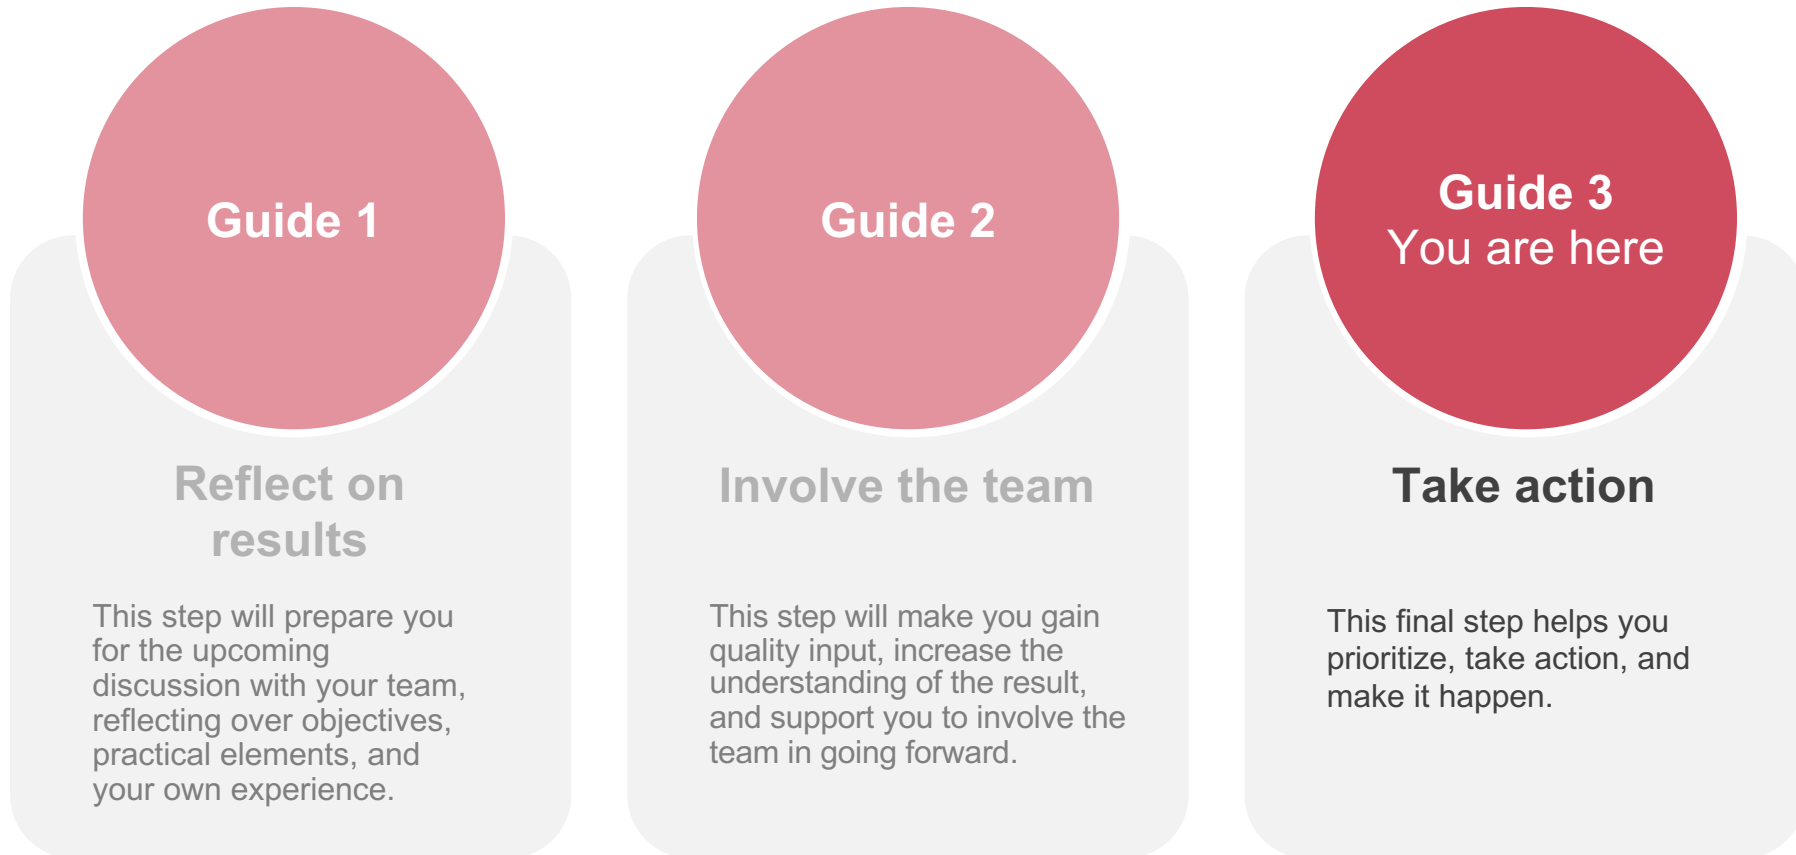 Guide 1
Reflect on
results
This step will prepare you
for the upcoming
discussion with your team,
reflecting over objectives,
practical elements, and
your own experience.
Guide 2
Involve the team
This step will make you gain
quality input, increase the
understanding of the result,
and support you to involve the
team in going forward.
Guide 3
You are here
Take action
This final step helps you
prioritize, take action, and
make it happen.